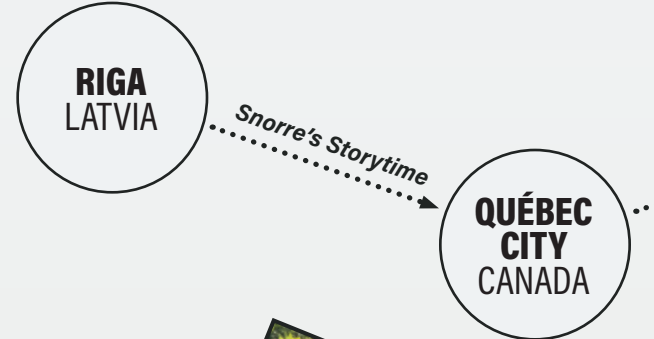 RIGA
LATVIA
Snorre's Storytime
QUÉBEC
CITY
CANADA